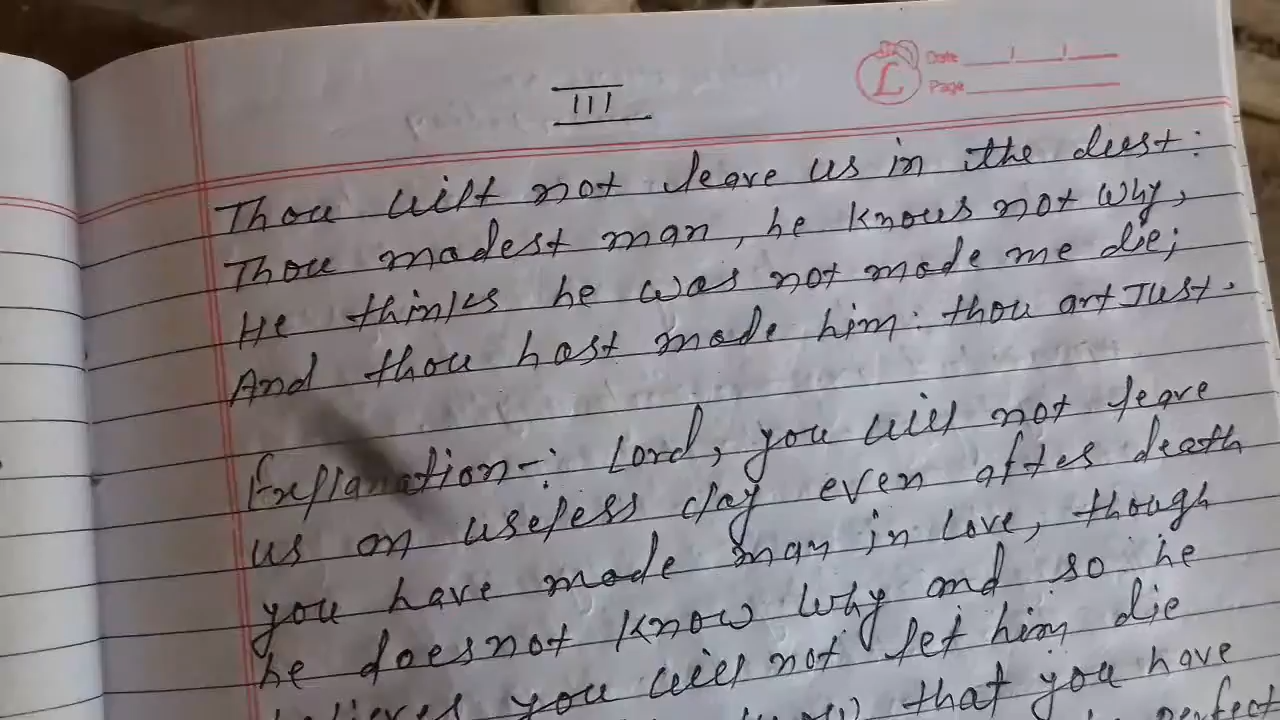 III
Date
Page
L
Thou wilt not leave us in the dust:
Thou madest man, he knows not why,
He thinks he was not made me die;
And thou hast made him: thou art JUST.
Explanation-: Lord, you will not leave
us on useless clay even after death
you have made man in Love, though
he does not know why and so he
believes you will not let him die
that you have
perfect